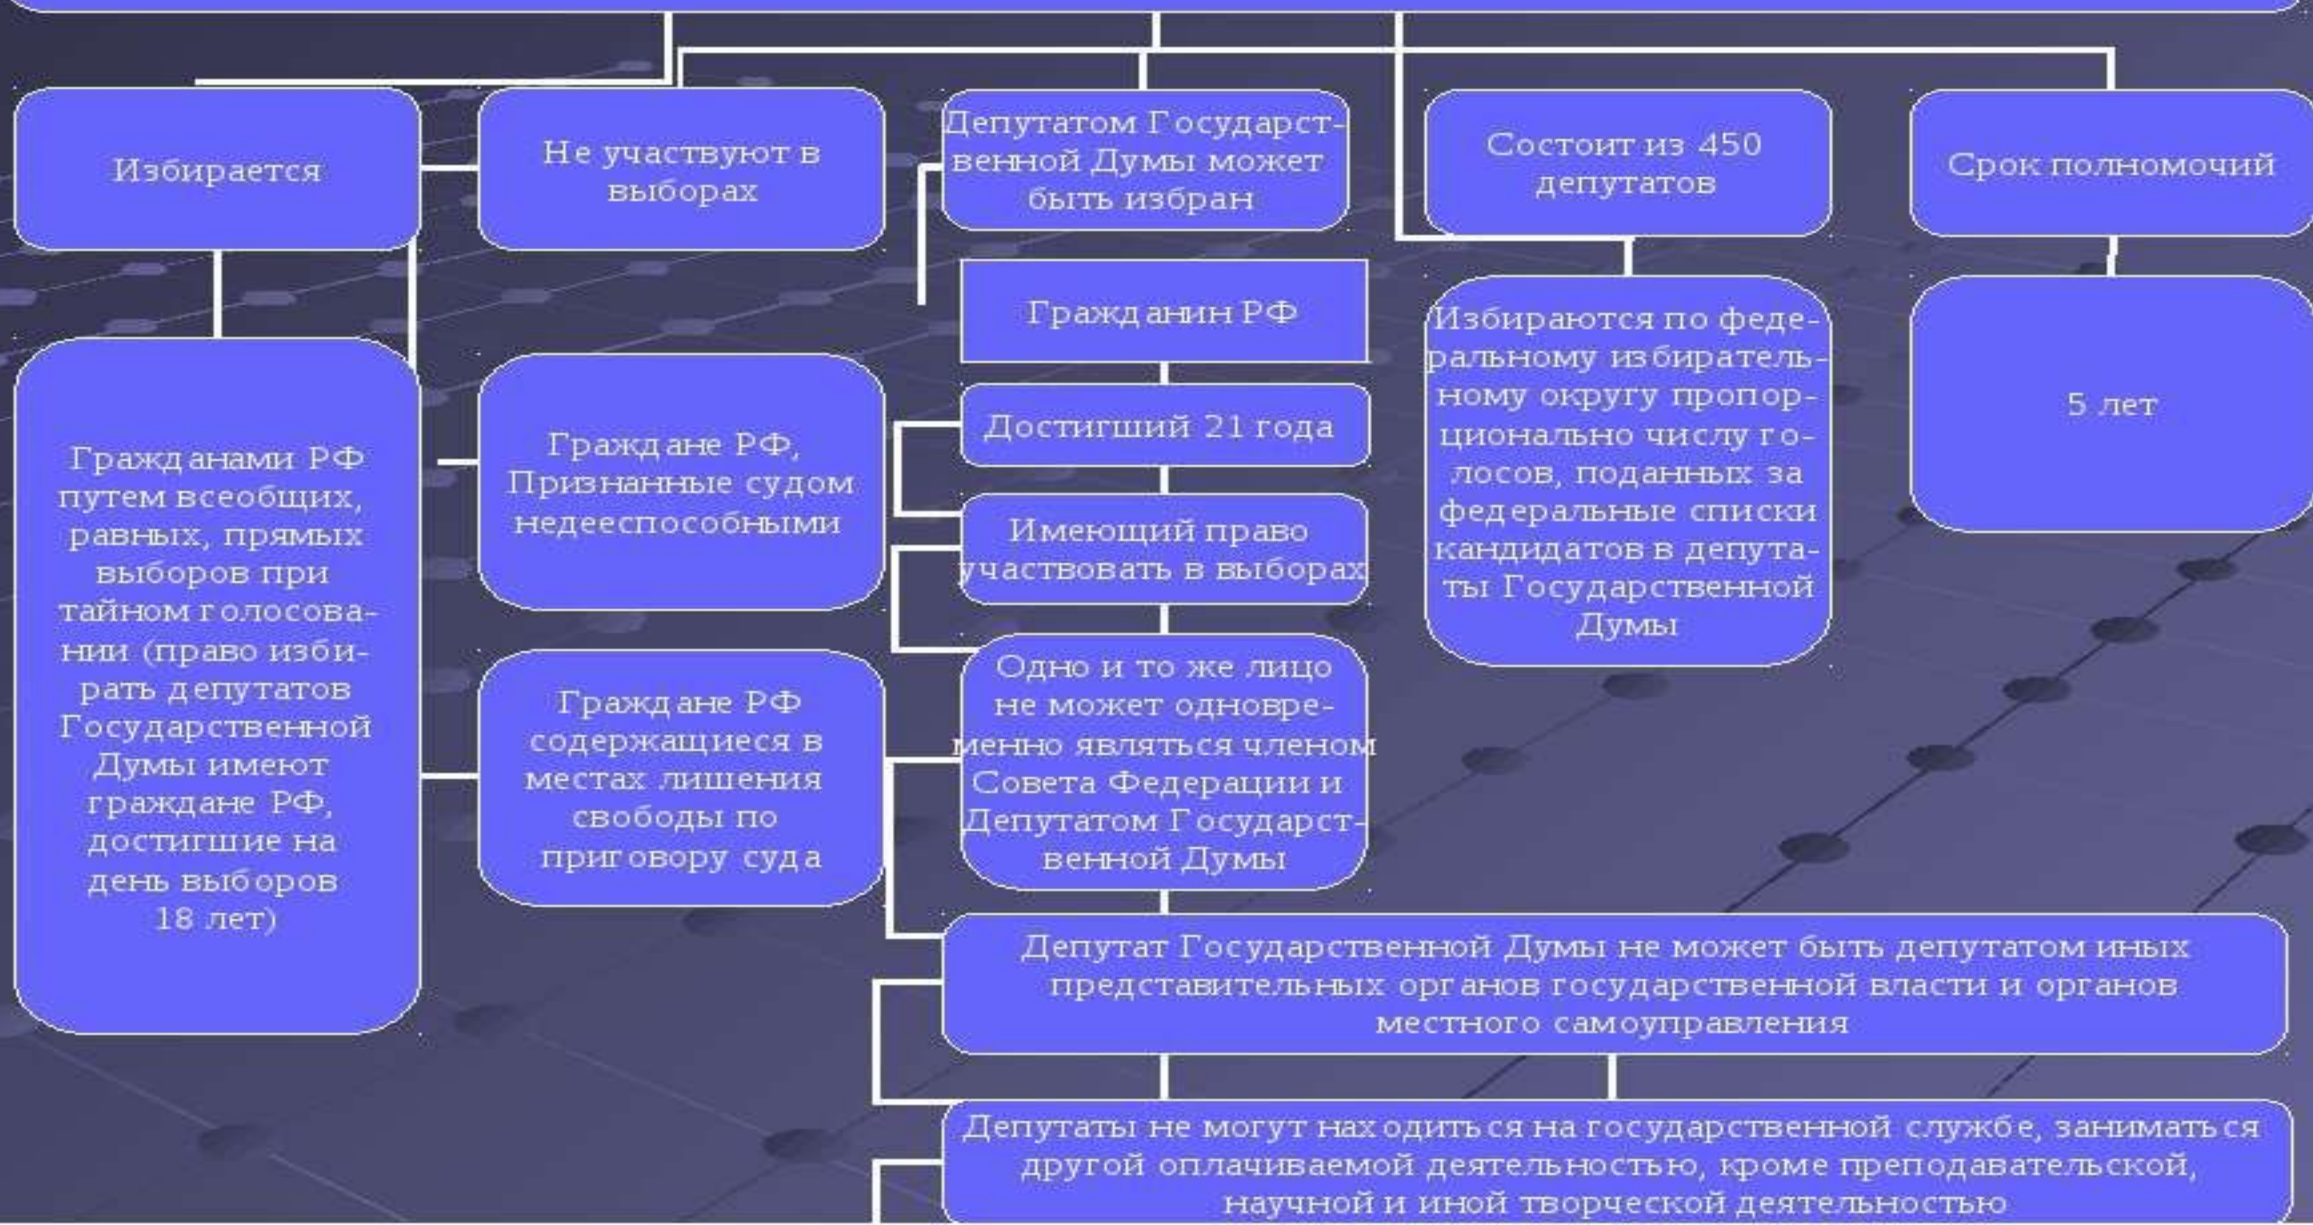 Избирается
Гражданами РФ
путем всеобщих,
равных, прямых
выборов при
тайном голосова-
нии (право изби-
рать депутатов
Государственной
Думы имеют
граждане РФ,
достигшие на
день выборов
18 лет)
Не участвуют в
выборах
Граждане РФ,
Признанные судом
недееспособными
Граждане РФ
содержащиеся в
местах лишения
свободы по
приговору суда
Депутатом Государст-
венной Думы может
быть избран
Гражданин РФ
Достигший 21 года
Имеющий право
участвовать в выборах
Одно и то же лицо
не может одновре-
менно являться членом
Совета Федерации и
Депутатом Государст-
венной Думы
Депутат Государственной Думы не может быть депутатом иных
представительных органов государственной власти и органов
местного самоуправления
Депутаты не могут находиться на государственной службе, заниматься
другой оплачиваемой деятельностью, кроме преподавательской,
научной и иной творческой деятельностью
Состоит из 450
депутатов
Избираются по феде-
ральному избиратель-
ному округу пропор-
ционально числу го-
лосов, поданных за
федеральные списки
кандидатов в депута-
ты Государственной
Думы
Срок полномочий
5 лет